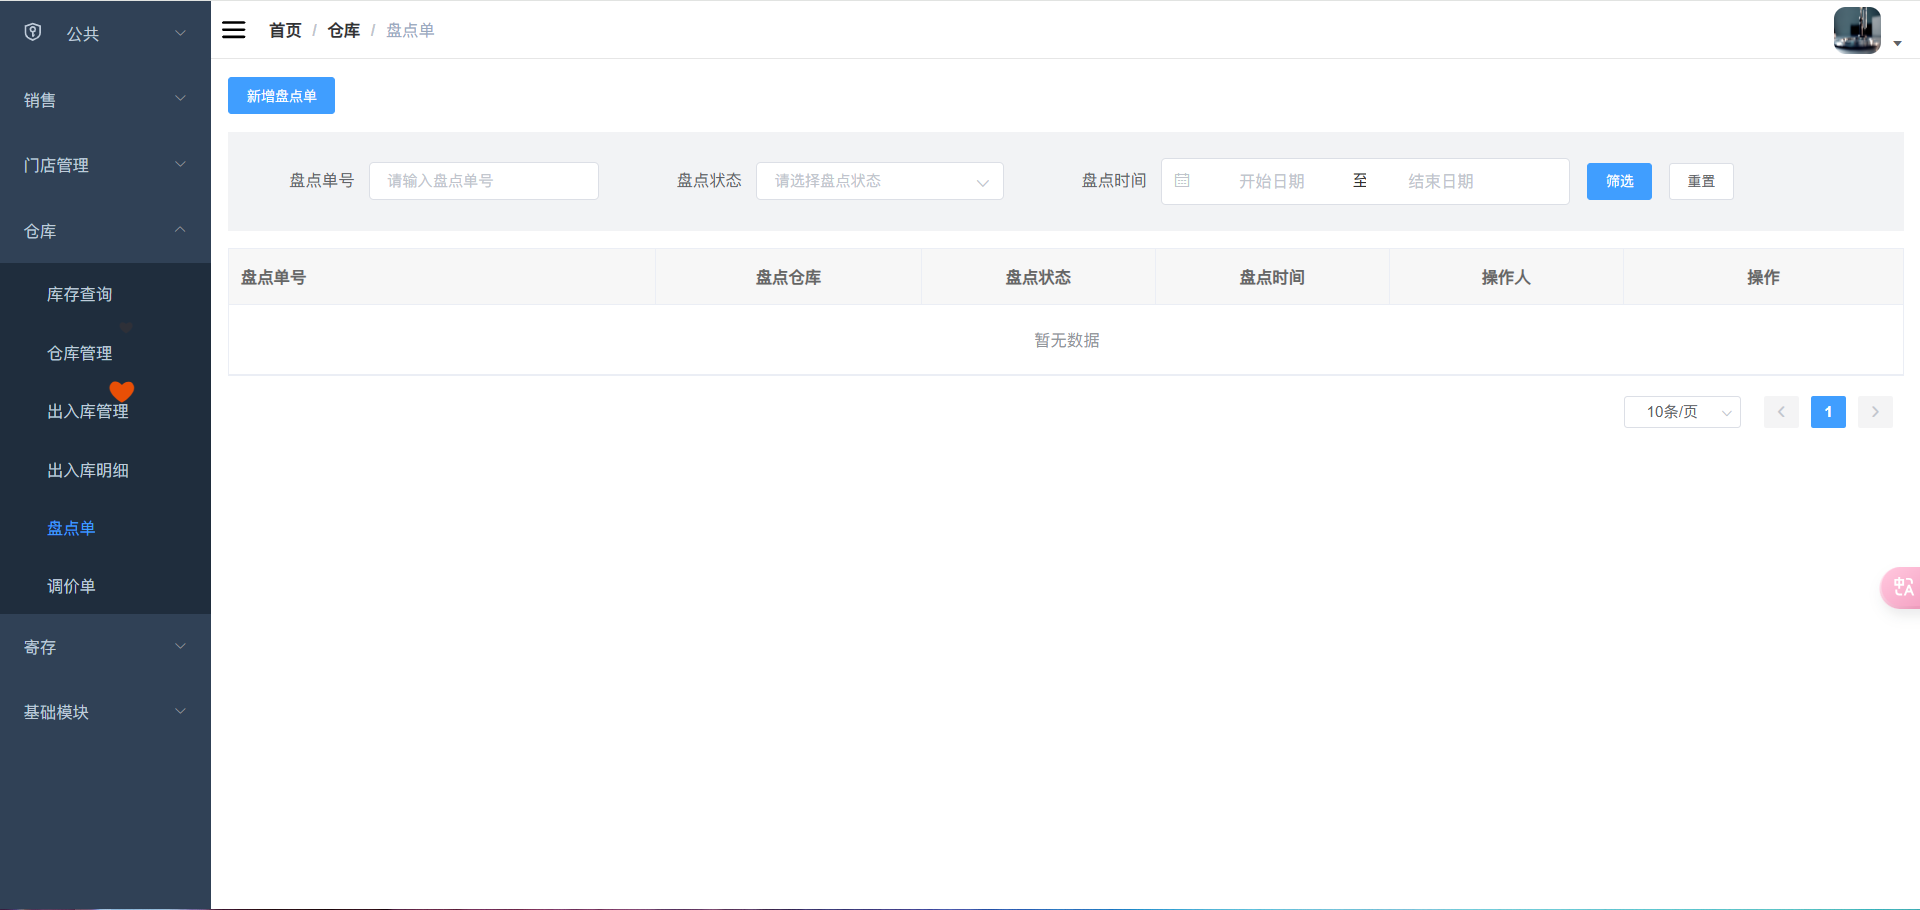 公共
销售
门店管理
仓库
库存查询
仓库管理
出入库管理
出入库明细
盘点单
调价单
寄存
基础模块
首页 / 仓库 / 盘点单
新增盘点单
盘点单号 请输入盘点单号 盘点状态 请选择盘点状态 盘点时间 开始日期 至 结束日期 筛选 重置
盘点单号 盘点仓库 盘点状态 盘点时间 操作人 操作
暂无数据
10条/页 1
中A